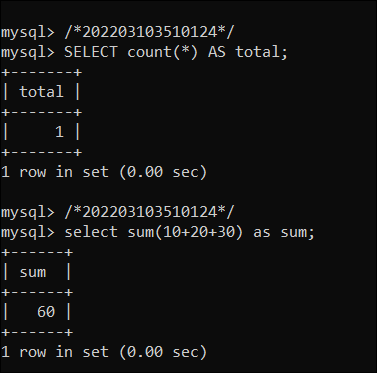 mysql> /*202203103510124*/
mysql> SELECT count(*) AS total;
+-------+
| total |
+-------+
|     1 |
+-------+
1 row in set (0.00 sec)

mysql> /*202203103510124*/
mysql> select sum(10+20+30) as sum;
+------+
| sum  |
+------+
|   60 |
+------+
1 row in set (0.00 sec)